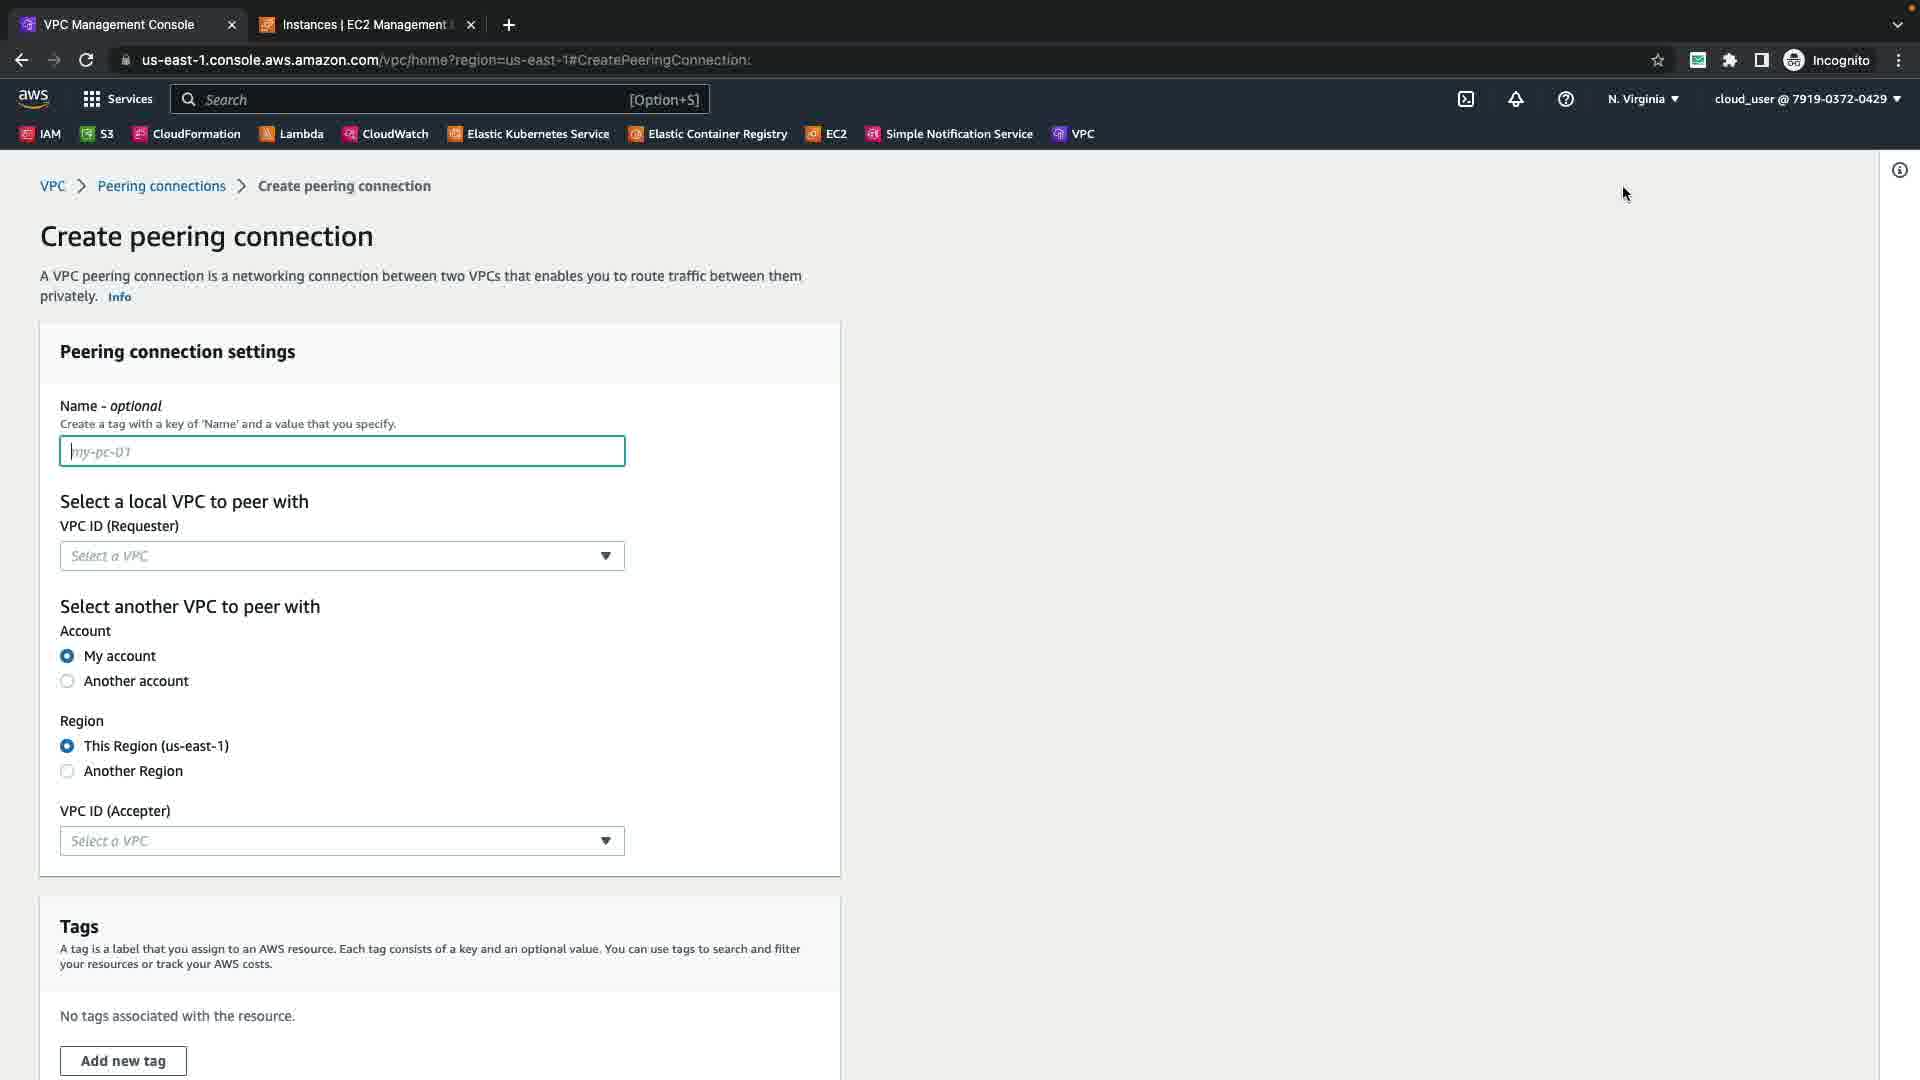 VPC Management Console
Instances | EC2 Management
us-east-1.console.aws.amazon.com/vpc/home?region=us-east-1#CreatePeeringConnection:
Incognito
aws
Services
Search
[Option+S]
N. Virginia
cloud_user @ 7919-0372-0429
IAM
S3
CloudFormation
Lambda
CloudWatch
Elastic Kubernetes Service
Elastic Container Registry
EC2
Simple Notification Service
VPC
VPC
Peering connections
Create peering connection
Create peering connection
A VPC peering connection is a networking connection between two VPCs that enables you to route traffic between them
privately. Info
Peering connection settings
Name - optional
Create a tag with a key of 'Name' and a value that you specify.
my-pc-01
Select a local VPC to peer with
VPC ID (Requester)
Select a VPC
Select another VPC to peer with
Account
My account
Another account
Region
This Region (us-east-1)
Another Region
VPC ID (Accepter)
Select a VPC
Tags
A tag is a label that you assign to an AWS resource. Each tag consists of a key and an optional value. You can use tags to search and filter
your resources or track your AWS costs.
No tags associated with the resource.
Add new tag